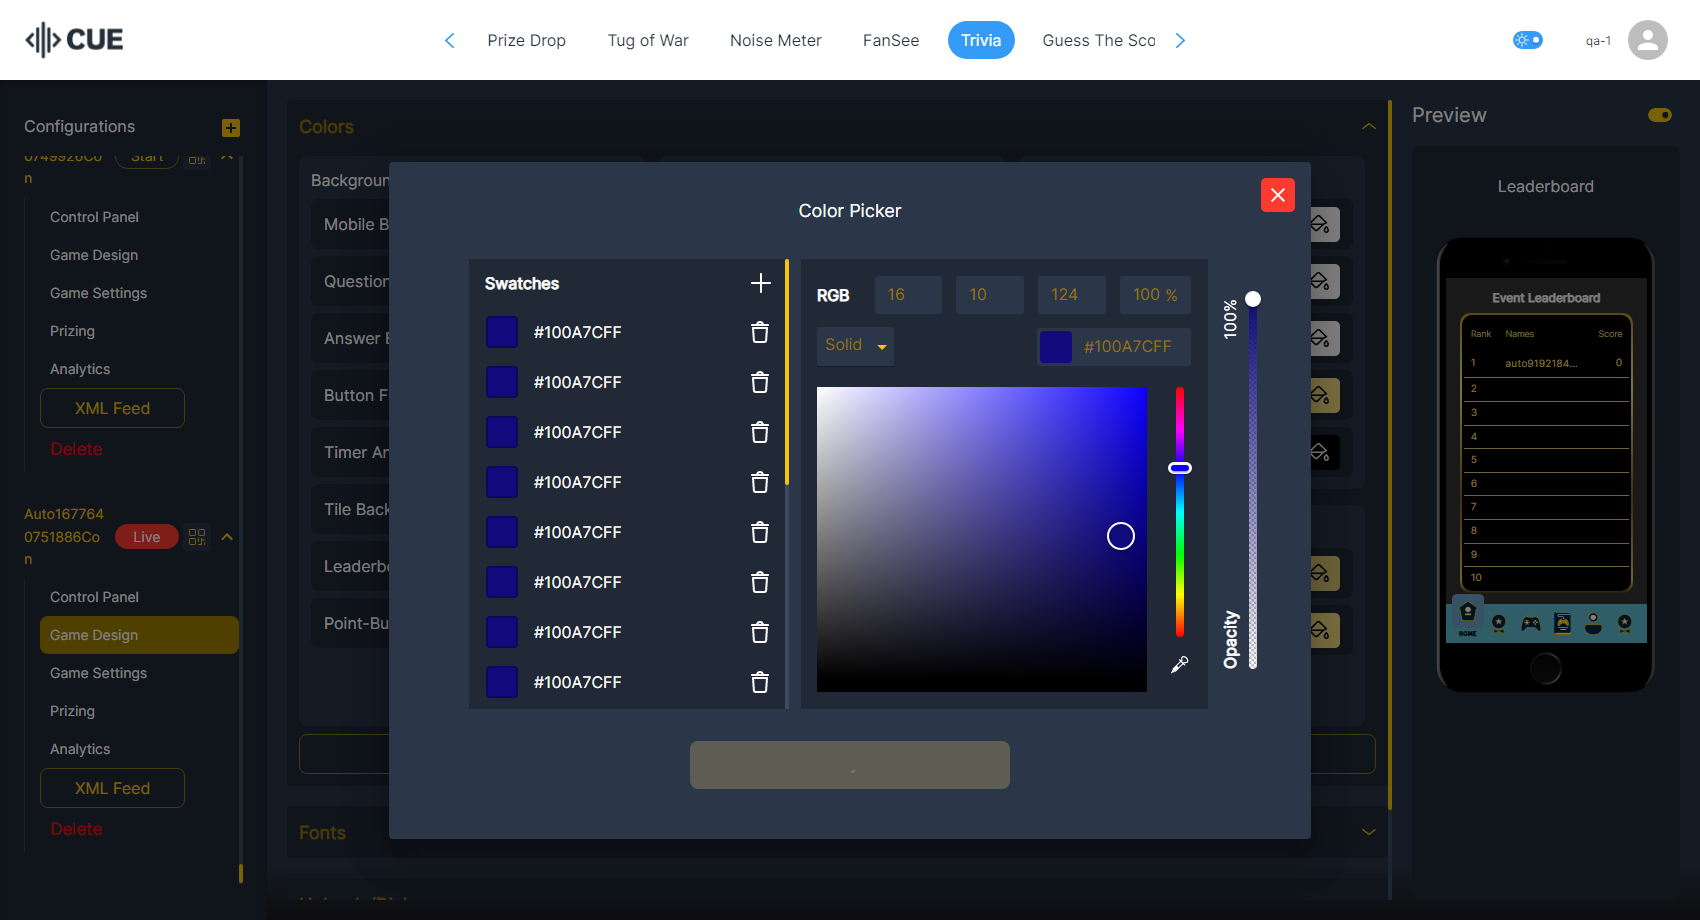 CUE
Prize Drop
Tug of War
Noise Meter
FanSee
Trivia
Guess The Sco
qa-1
Configurations
0749926Co
n
Start
Control Panel
Game Design
Game Settings
Prizing
Analytics
XML Feed
Delete
Auto167764
0751886Co
n
Live
Control Panel
Game Design
Game Settings
Prizing
Analytics
XML Feed
Delete
Colors
Backgroun
Mobile B
Question
Answer B
Button F
Timer An
Tile Back
Leaderbo
Point-Bu
Fonts
Color Picker
Swatches
#100A7CFF
#100A7CFF
#100A7CFF
#100A7CFF
#100A7CFF
#100A7CFF
#100A7CFF
#100A7CFF
RGB
16
10
124
100 %
Solid
#100A7CFF
100%
Opacity
Preview
Leaderboard
Event Leaderboard
Rank Names Score
1 auto9192184... 0
2
3
4
5
6
7
8
9
10
HOME